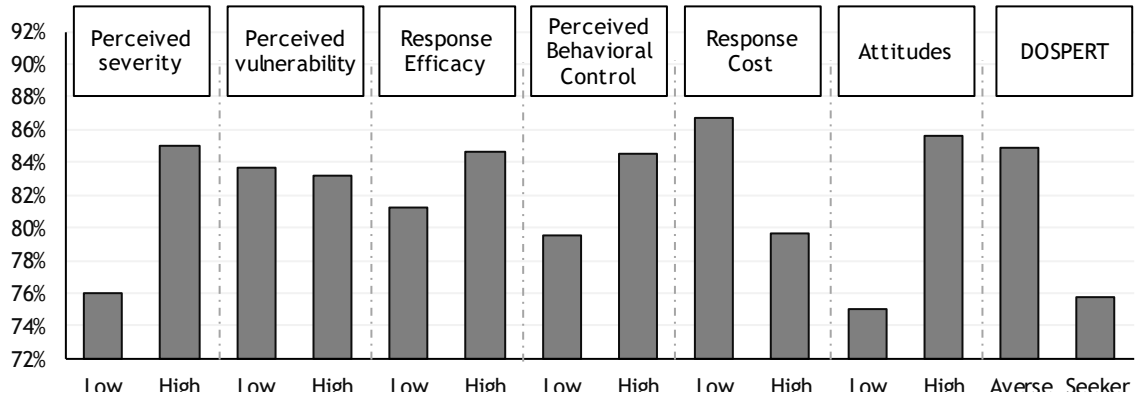 92%
90%
88%
86%
84%
82%
80%
78%
76%
74%
72%
Perceived
severity
Perceived
vulnerability
Response
Efficacy
Perceived
Behavioral
Control
Response
Cost
Attitudes
DOSPERT
Low High Low High Low High Low High Low High Low High Averse Seeker